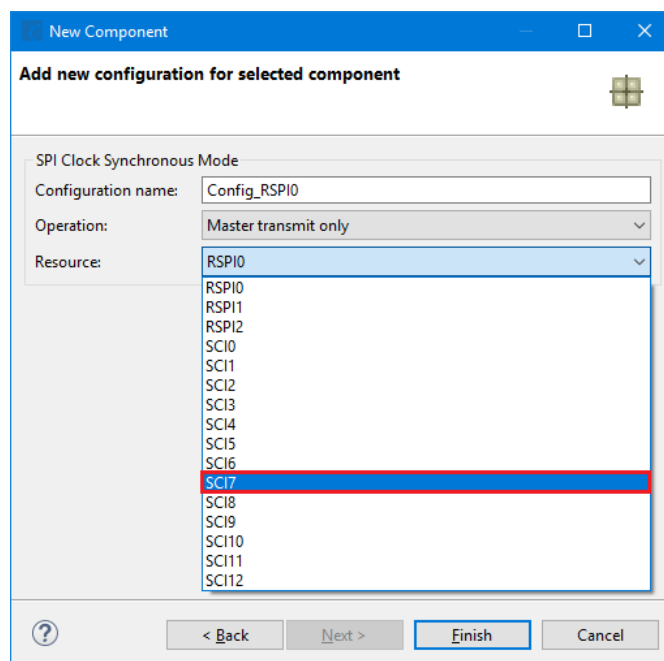 New Component
Add new configuration for selected component
SPI Clock Synchronous Mode
Configuration name: Config_RSPI0
Operation: Master transmit only
Resource: RSPI0
RSPI0
RSPI1
RSPI2
SCI0
SCI1
SCI2
SCI3
SCI4
SCI5
SCI6
SCI7
SCI8
SCI9
SCI10
SCI11
SCI12
? < Back Next > Finish Cancel